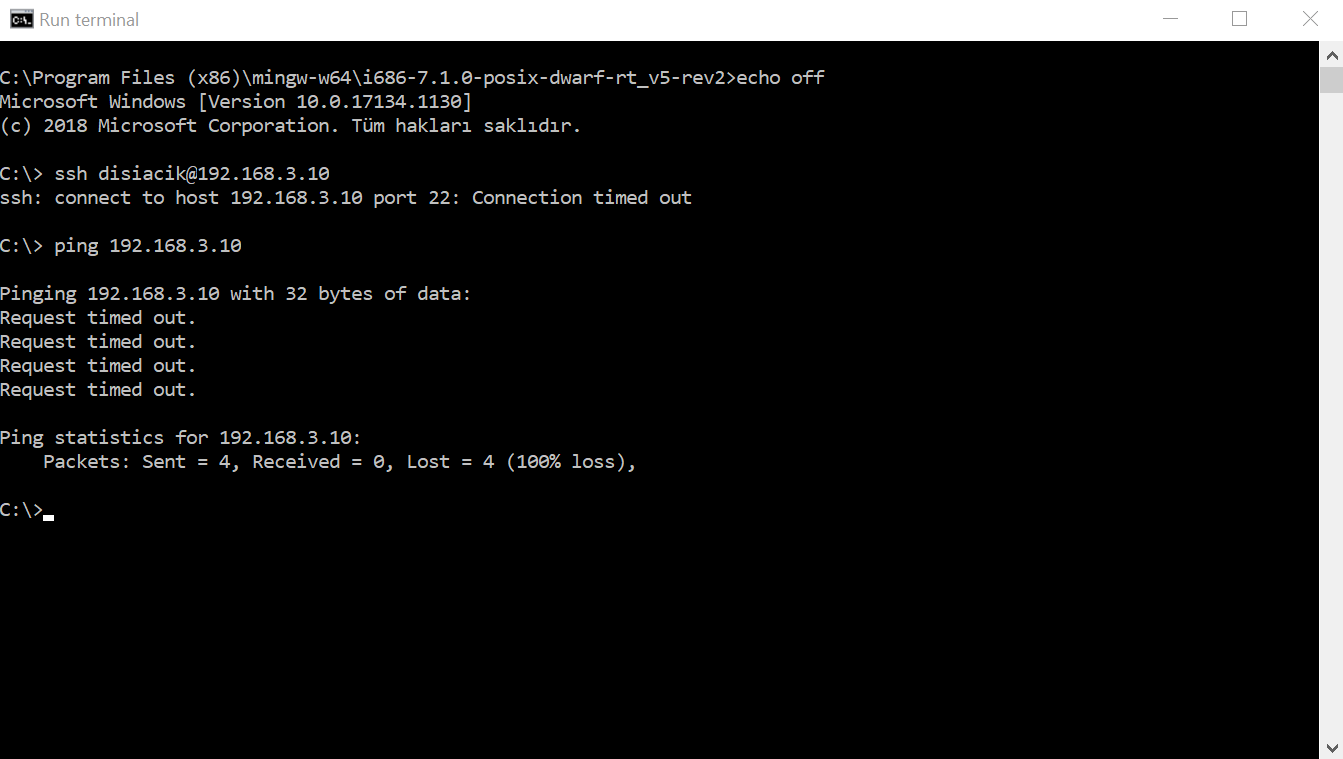 Run terminal
C:\Program Files (x86)\mingw-w64\i686-7.1.0-posix-dwarf-rt_v5-rev2>echo off
Microsoft Windows [Version 10.0.17134.1130]
(c) 2018 Microsoft Corporation. Tüm hakları saklıdır.
C:\> ssh disiacik@192.168.3.10
ssh: connect to host 192.168.3.10 port 22: Connection timed out
C:\> ping 192.168.3.10
Pinging 192.168.3.10 with 32 bytes of data:
Request timed out.
Request timed out.
Request timed out.
Request timed out.
Ping statistics for 192.168.3.10:
    Packets: Sent = 4, Received = 0, Lost = 4 (100% loss),
C:\>